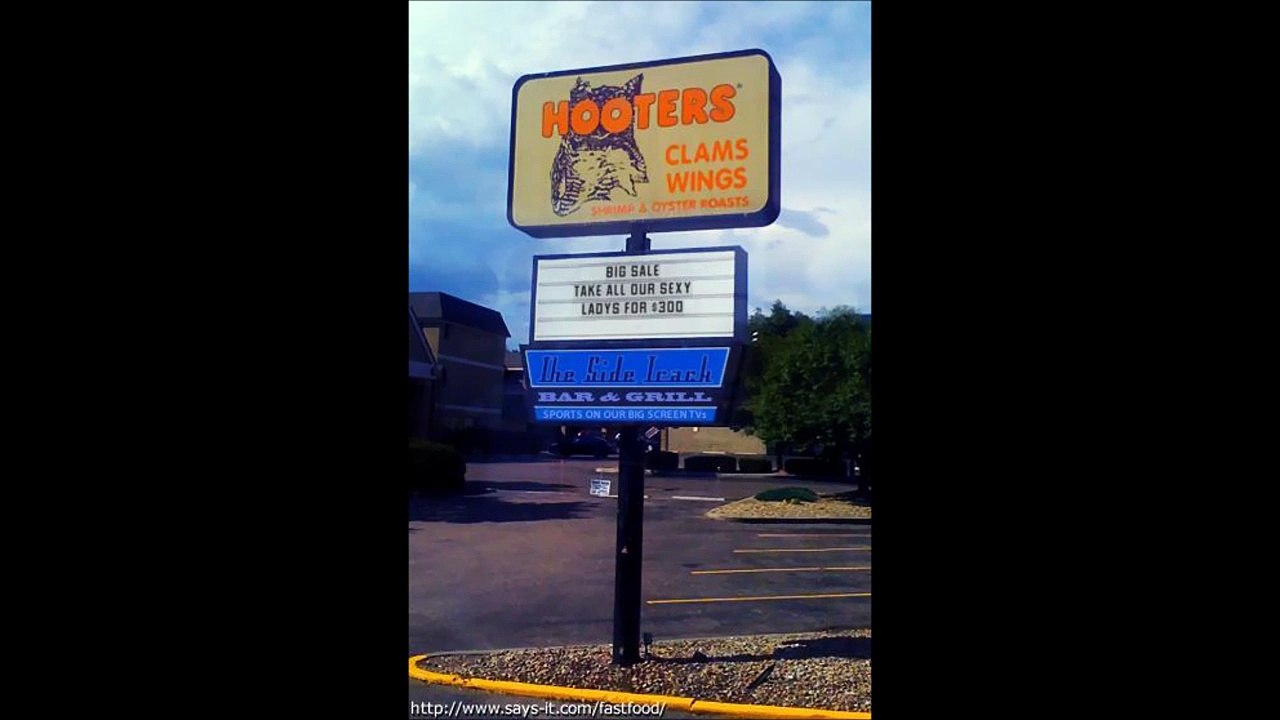 HOOTERS
CLAMS
WINGS
SHRIMP & OYSTER ROASTS
BIG SALE
TAKE ALL OUR SEXY
LADYS FOR $300
The Side Track
BAR & GRILL
SPORTS ON OUR BIG SCREEN TVs
http://www.says-it.com/fastfood/